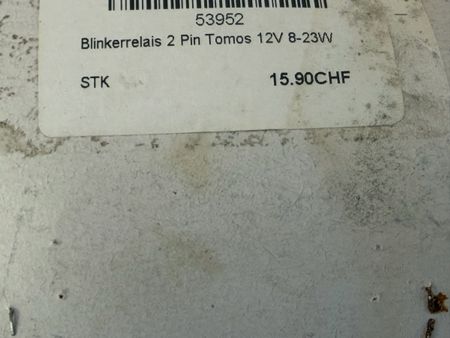 53952
Blinkerrelais 2 Pin Tomos 12V 8-23W
STK 15.90CHF